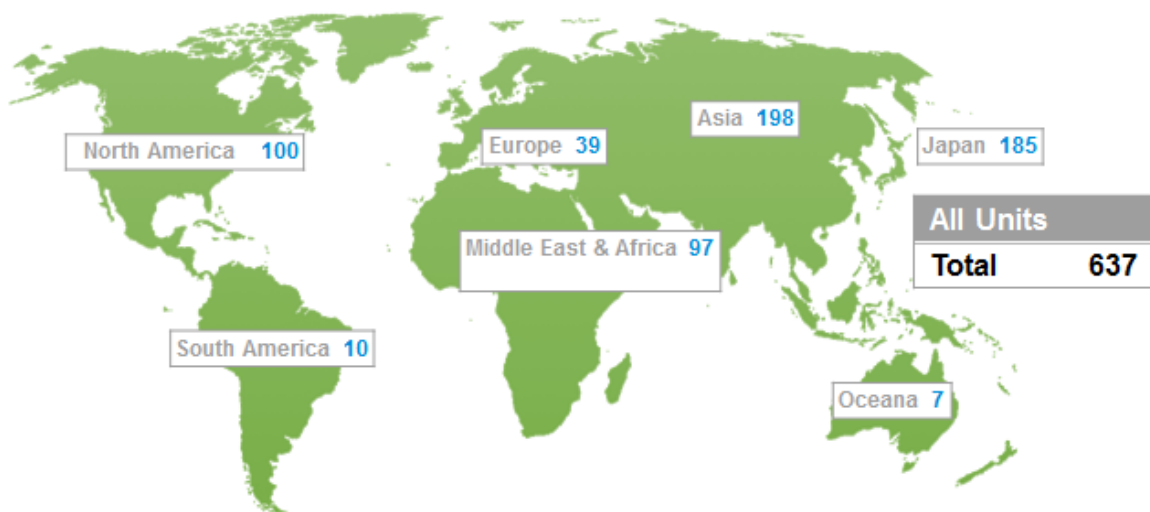 Asia 198
North America 100
Europe 39
Japan 185
All Units
Total 637
Middle East & Africa 97
South America 10
Oceana 7